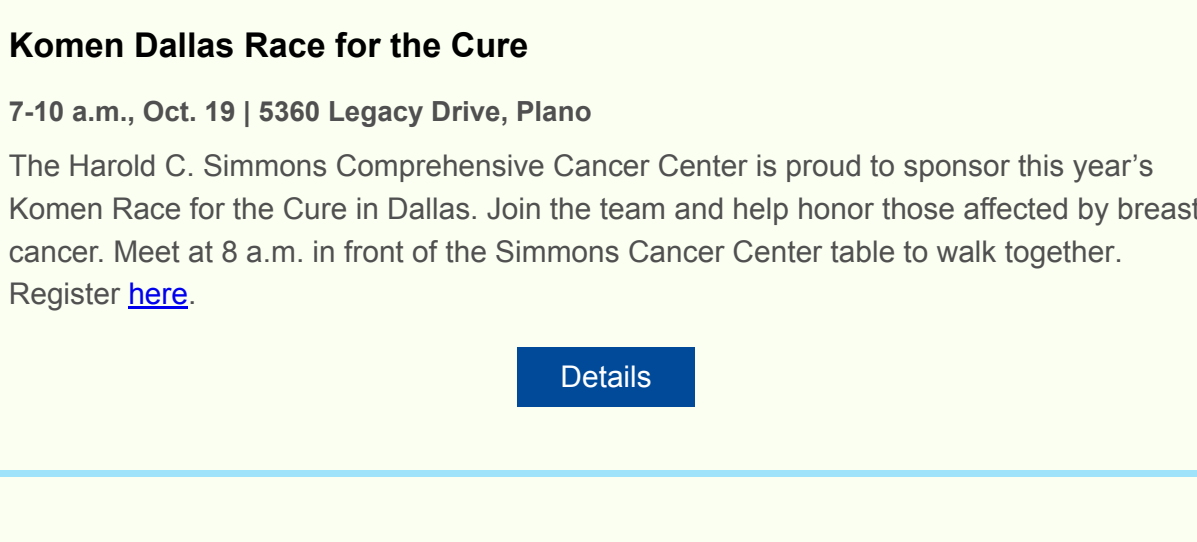 Komen Dallas Race for the Cure
7-10 a.m., Oct. 19 | 5360 Legacy Drive, Plano
The Harold C. Simmons Comprehensive Cancer Center is proud to sponsor this year’s
Komen Race for the Cure in Dallas. Join the team and help honor those affected by breast
cancer. Meet at 8 a.m. in front of the Simmons Cancer Center table to walk together.
Register here.
Details